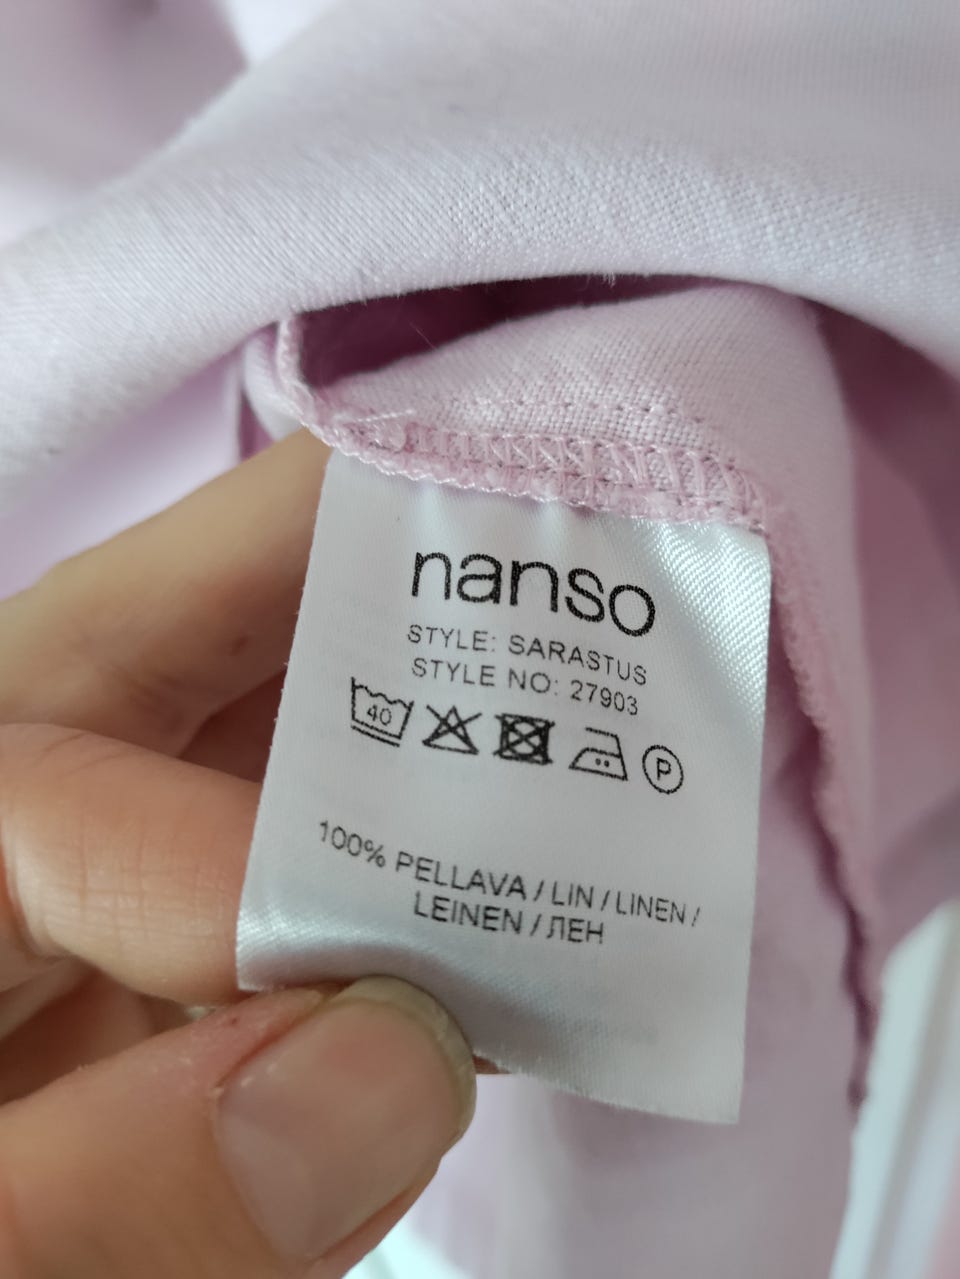 nanso
STYLE: SARASTUS
STYLE NO: 27903
40 P
100% PELLAVA / LIN / LINEN /
LEINEN / ЛЕН